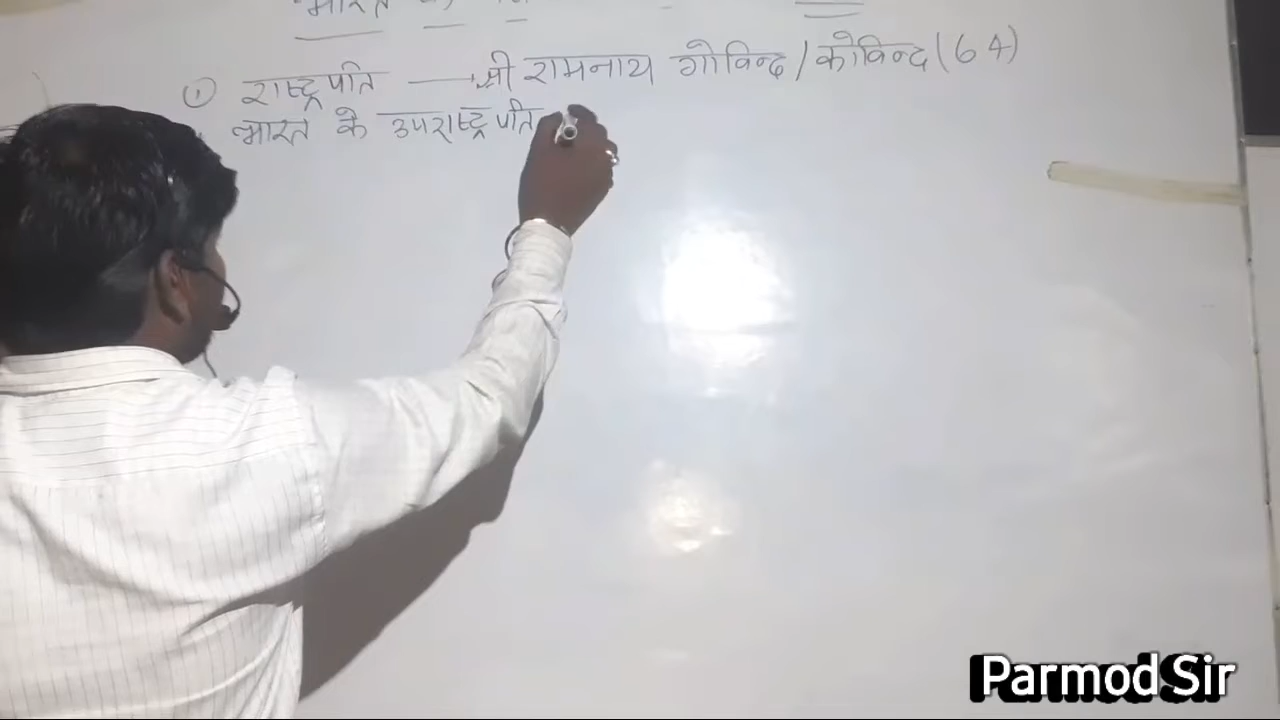 भारत के
① राष्ट्रपति — श्री रामनाथ गोविन्द / कोविन्द (64)
भारत के उपराष्ट्रपति
Parmod Sir